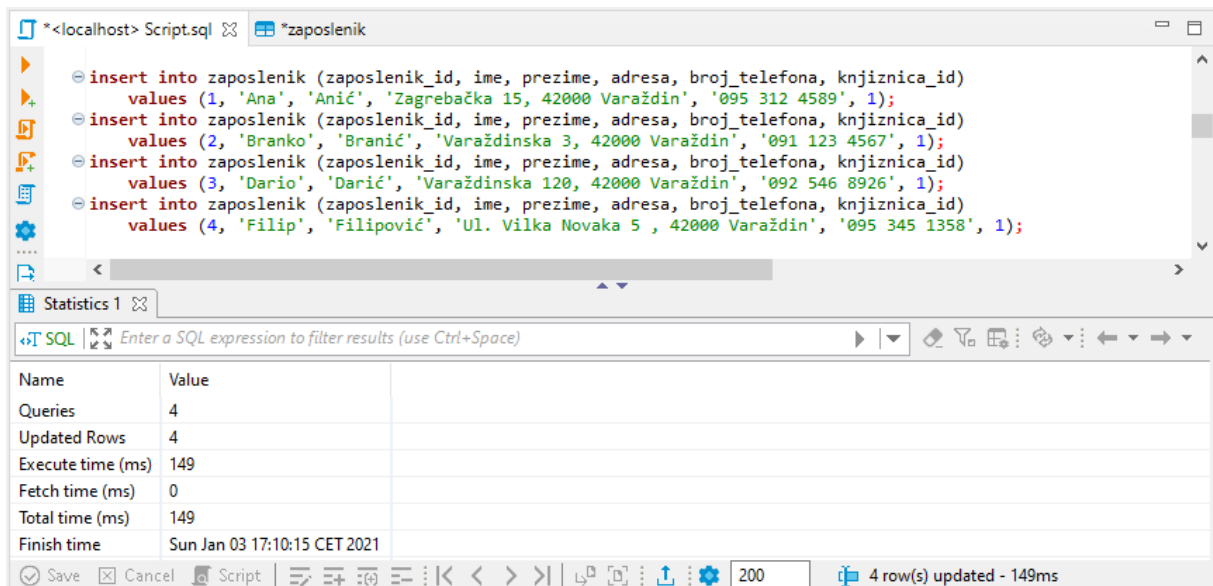 *<localhost> Script.sql *zaposlenik
insert into zaposlenik (zaposlenik_id, ime, prezime, adresa, broj_telefona, knjiznica_id)
values (1, 'Ana', 'Anić', 'Zagrebačka 15, 42000 Varaždin', '095 312 4589', 1);
insert into zaposlenik (zaposlenik_id, ime, prezime, adresa, broj_telefona, knjiznica_id)
values (2, 'Branko', 'Branić', 'Varaždinska 3, 42000 Varaždin', '091 123 4567', 1);
insert into zaposlenik (zaposlenik_id, ime, prezime, adresa, broj_telefona, knjiznica_id)
values (3, 'Dario', 'Darić', 'Varaždinska 120, 42000 Varaždin', '092 546 8926', 1);
insert into zaposlenik (zaposlenik_id, ime, prezime, adresa, broj_telefona, knjiznica_id)
values (4, 'Filip', 'Filipović', 'Ul. Vilka Novaka 5 , 42000 Varaždin', '095 345 1358', 1);
Statistics 1
SQL Enter a SQL expression to filter results (use Ctrl+Space)
Name Value
Queries 4
Updated Rows 4
Execute time (ms) 149
Fetch time (ms) 0
Total time (ms) 149
Finish time Sun Jan 03 17:10:15 CET 2021
Save Cancel Script 200 4 row(s) updated - 149ms